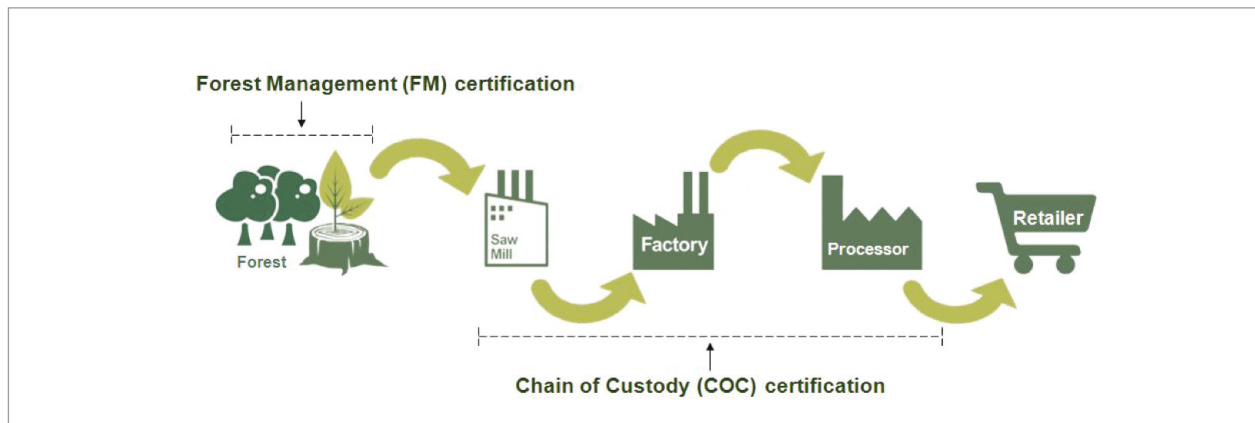 Forest Management (FM) certification
Forest
Saw
Mill
Factory
Processor
Retailer
Chain of Custody (COC) certification